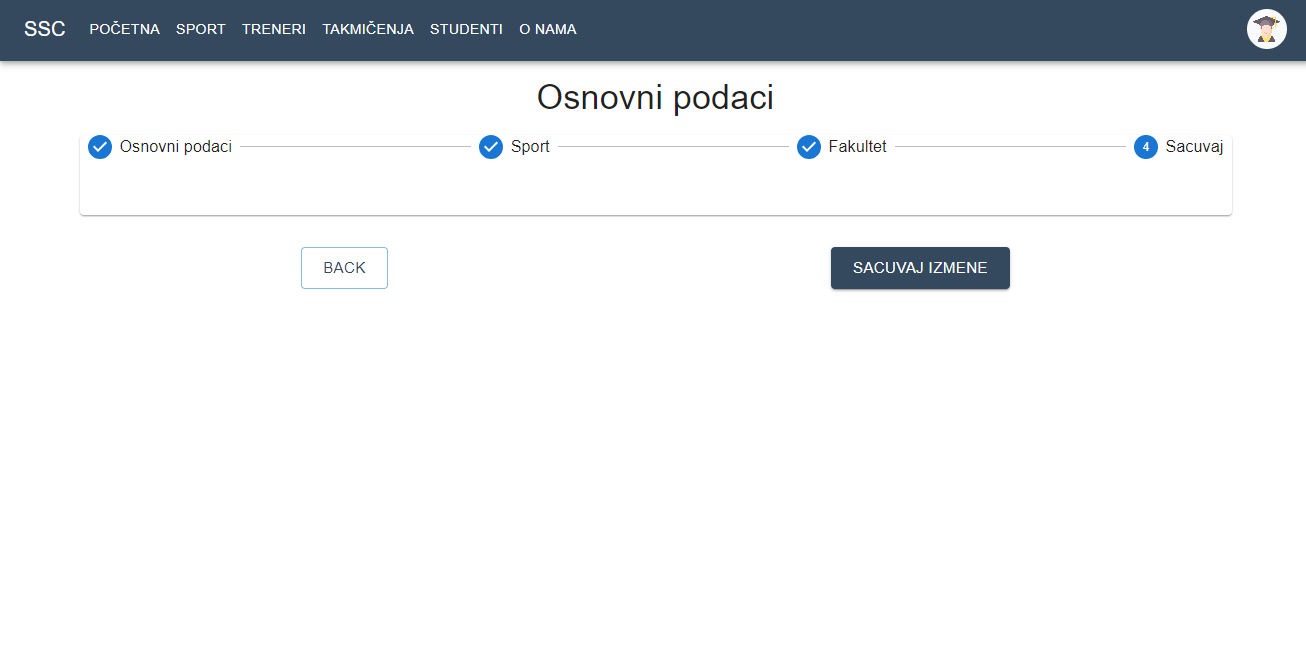 SSC POČETNA SPORT TRENERI TAKMIČENJA STUDENTI O NAMA
Osnovni podaci
Osnovni podaci Sport Fakultet 4 Sacuvaj
BACK SACUVAJ IZMENE